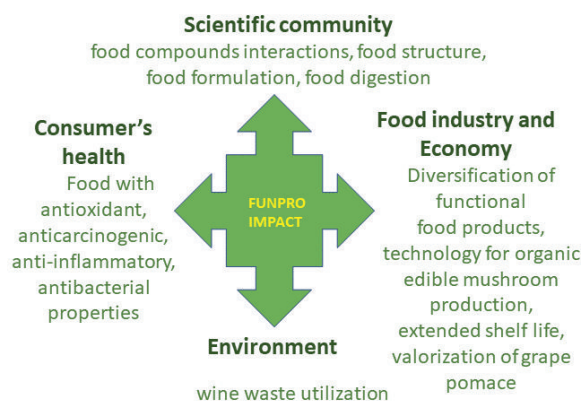 Scientific community
food compounds interactions, food structure,
food formulation, food digestion
Consumer's
health
Food with
antioxidant,
anticarcinogenic,
anti-inflammatory,
antibacterial
properties
FUNPRO
IMPACT
Food industry and
Economy
Diversification of
functional
food products,
technology for organic
edible mushroom
production,
extended shelf life,
valorization of grape
pomace
Environment
wine waste utilization